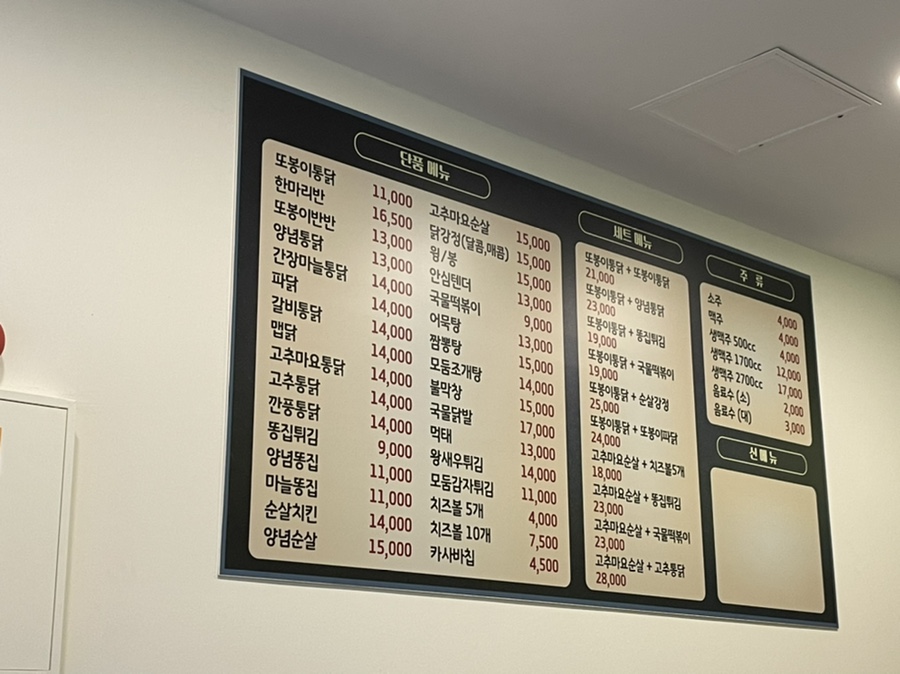 단품 메뉴
또봉이통닭 11,000
한마리반 16,500
또봉이반반 13,000
양념통닭 13,000
간장마늘통닭 14,000
파닭 14,000
갈비통닭 14,000
맵닭 14,000
고추마요통닭 14,000
고추통닭 14,000
깐풍통닭 14,000
똥집튀김 9,000
양념똥집 11,000
마늘똥집 11,000
순살치킨 14,000
양념순살 15,000
고추마요순살 15,000
닭강정(달콤,매콤) 15,000
윙/봉 15,000
안심텐더 13,000
국물떡볶이 9,000
어묵탕 13,000
짬뽕탕 15,000
모둠조개탕 14,000
불막창 15,000
국물닭발 17,000
먹태 13,000
왕새우튀김 14,000
모둠감자튀김 11,000
치즈볼 5개 4,000
치즈볼 10개 7,500
카사바칩 4,500
세트 메뉴
또봉이통닭 + 또봉이통닭
21,000
또봉이통닭 + 양념통닭
23,000
또봉이통닭 + 똥집튀김
19,000
또봉이통닭 + 국물떡볶이
19,000
또봉이통닭 + 순살강정
25,000
또봉이통닭 + 또봉이파닭
24,000
고추마요순살 + 치즈볼5개
18,000
고추마요순살 + 똥집튀김
23,000
고추마요순살 + 국물떡볶이
23,000
고추마요순살 + 고추통닭
28,000
주 류
소주 4,000
맥주 4,000
생맥주 500cc 4,000
생맥주 1700cc 12,000
생맥주 2700cc 17,000
음료수 (소) 2,000
음료수 (대) 3,000
신메뉴